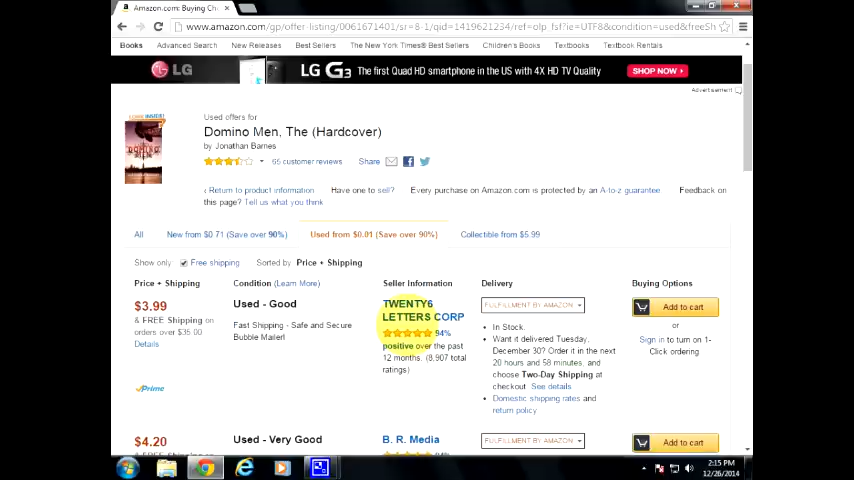 Amazon.com: Buying Ch
www.amazon.com/gp/offer-listing/0061671401/sr=8-1/qid=1419621234/ref=olp_fsf?ie=UTF8&condition=used&freeSh
Books Advanced Search New Releases Best Sellers The New York Times® Best Sellers Children's Books Textbooks Textbook Rentals
LG LG G3 The first Quad HD smartphone in the US with 4X HD TV Quality SHOW NOW ▸
Advertisement
Used offers for
Domino Men, The (Hardcover)
by Jonathan Barnes
65 customer reviews Share
‹ Return to product information Have one to sell? Every purchase on Amazon.com is protected by an A-to-z guarantee Feedback on
this page? Tell us what you think
All New from $0.71 (Save over 90%) Used from $0.01 (Save over 90%) Collectible from $5.99
Show only: Free shipping Sorted by Price + Shipping
Price + Shipping Condition (Learn More) Seller Information Delivery Buying Options
$3.99
& FREE Shipping on
orders over $35.00
Details
Prime
Used - Good
Fast Shipping - Safe and Secure
Bubble Mailer!
TWENTY6
LETTERS CORP
94%
positive over the past
12 months. (8,907 total
ratings)
FULFILLMENT BY AMAZON
• In Stock.
• Want it delivered Tuesday,
December 30? Order it in the next
20 hours and 58 minutes, and
choose Two-Day Shipping at
checkout. See details
• Domestic shipping rates and
return policy
Add to cart
or
Sign in to turn on 1-
Click ordering
$4.20
& FREE Shipping on
Used - Very Good
B. R. Media
FULFILLMENT BY AMAZON
Add to cart
2:15 PM
12/26/2014